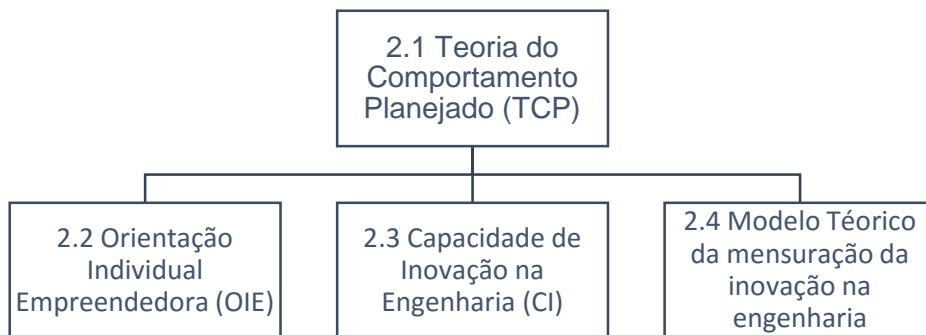 2.1 Teoria do
Comportamento
Planejado (TCP)
2.2 Orientação
Individual
Empreendedora (OIE)
2.3 Capacidade de
Inovação na
Engenharia (CI)
2.4 Modelo Téorico
da mensuração da
inovação na
engenharia